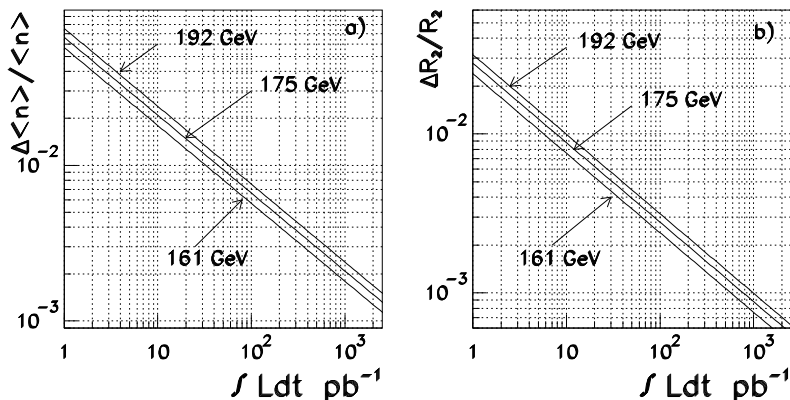 Δ<n>/<n>
a)
192 GeV
175 GeV
161 GeV
10⁻²
10⁻³
1 10 10² 10³
∫ Ldt pb⁻¹
ΔR₂/R₂
b)
192 GeV
175 GeV
161 GeV
10⁻²
10⁻³
1 10 10² 10³
∫ Ldt pb⁻¹